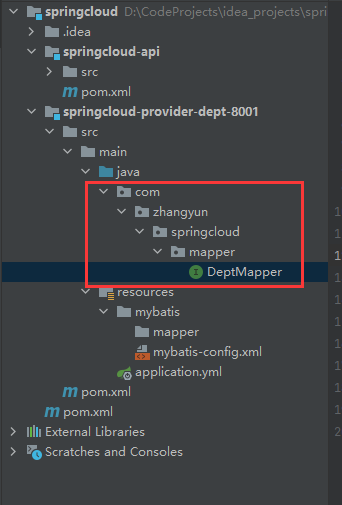 springcloud D:\CodeProjects\idea_projects\spri
.idea
springcloud-api
src
pom.xml
springcloud-provider-dept-8001
src
main
java
com
zhangyun
springcloud
mapper
DeptMapper
resources
mybatis
mapper
mybatis-config.xml
application.yml
pom.xml
pom.xml
External Libraries
Scratches and Consoles